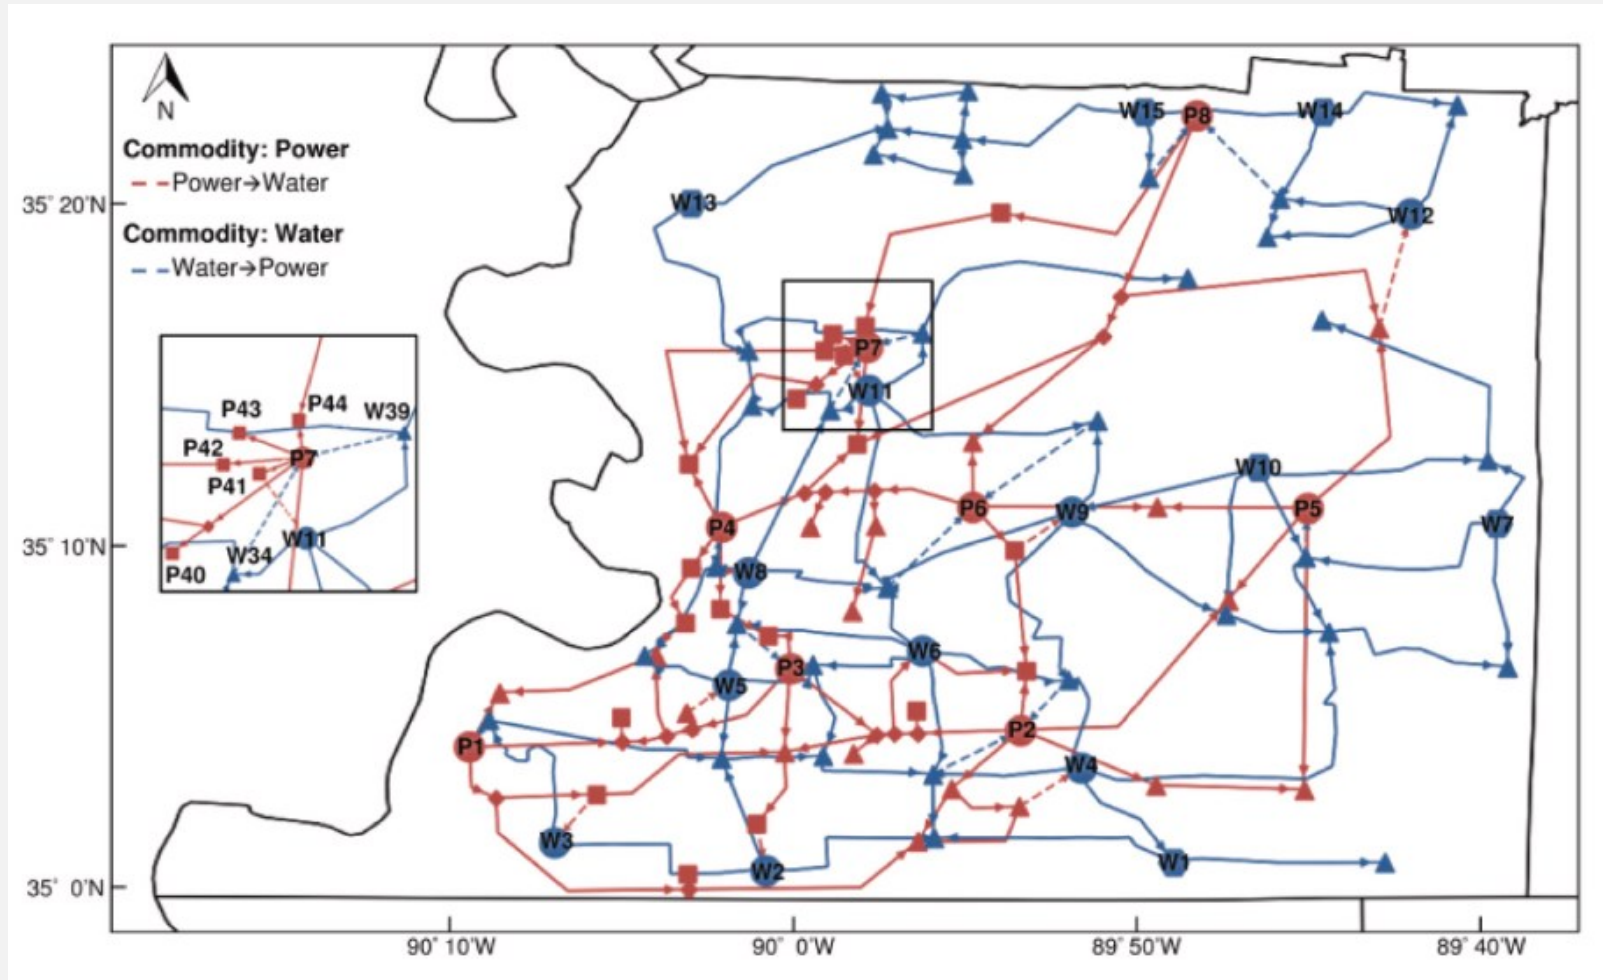 N
Commodity: Power
Power→Water
Commodity: Water
Water→Power
35° 20'N
35° 10'N
35° 0'N
90° 10'W
90° 0'W
89° 50'W
89° 40'W
W15
P8
W14
W13
W12
P7
W11
P43
P44
W39
P42
P7
P41
W11
W34
P40
W10
P4
P6
W9
P5
W7
W8
W6
P3
W5
P1
P2
W4
W3
W2
W1